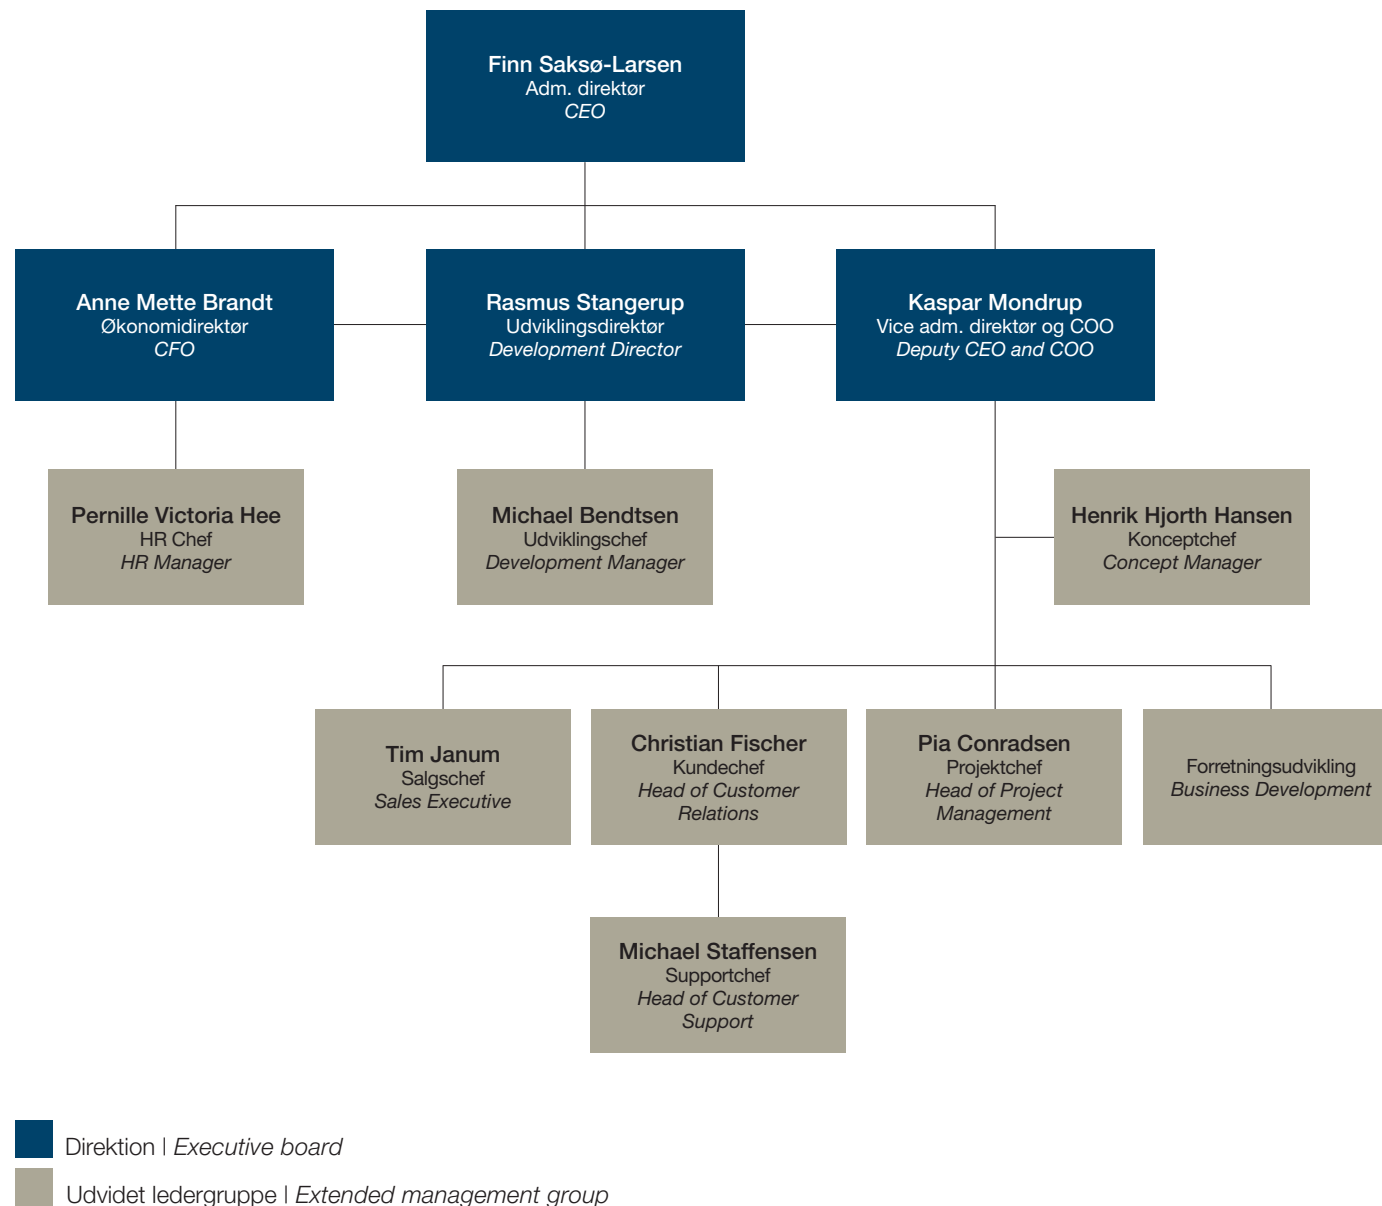 Finn Saksø-Larsen
Adm. direktør
CEO
Anne Mette Brandt
Økonomidirektør
CFO
Rasmus Stangerup
Udviklingsdirektør
Development Director
Kaspar Mondrup
Vice adm. direktør og COO
Deputy CEO and COO
Pernille Victoria Hee
HR Chef
HR Manager
Michael Bendtsen
Udviklingschef
Development Manager
Henrik Hjorth Hansen
Konceptchef
Concept Manager
Tim Janum
Salgschef
Sales Executive
Christian Fischer
Kundechef
Head of Customer
Relations
Pia Conradsen
Projektchef
Head of Project
Management
Forretningsudvikling
Business Development
Michael Staffensen
Supportchef
Head of Customer
Support
Direktion | Executive board
Udvidet ledergruppe | Extended management group